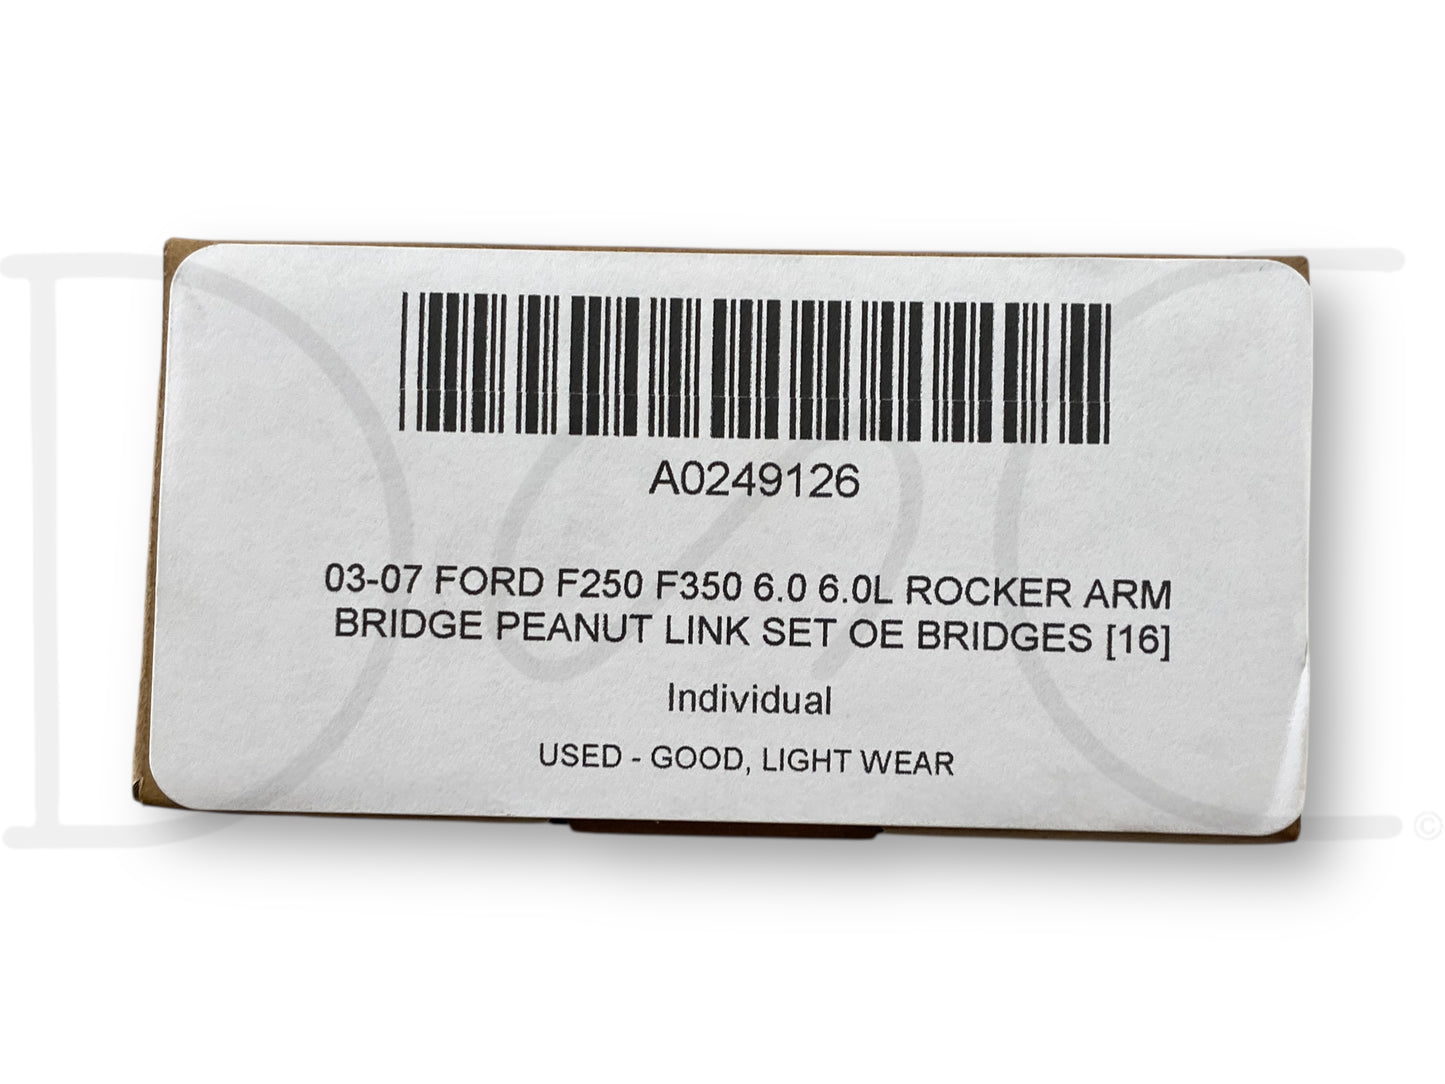 A0249126
03-07 FORD F250 F350 6.0 6.0L ROCKER ARM
BRIDGE PEANUT LINK SET OE BRIDGES [16]
Individual
USED - GOOD, LIGHT WEAR